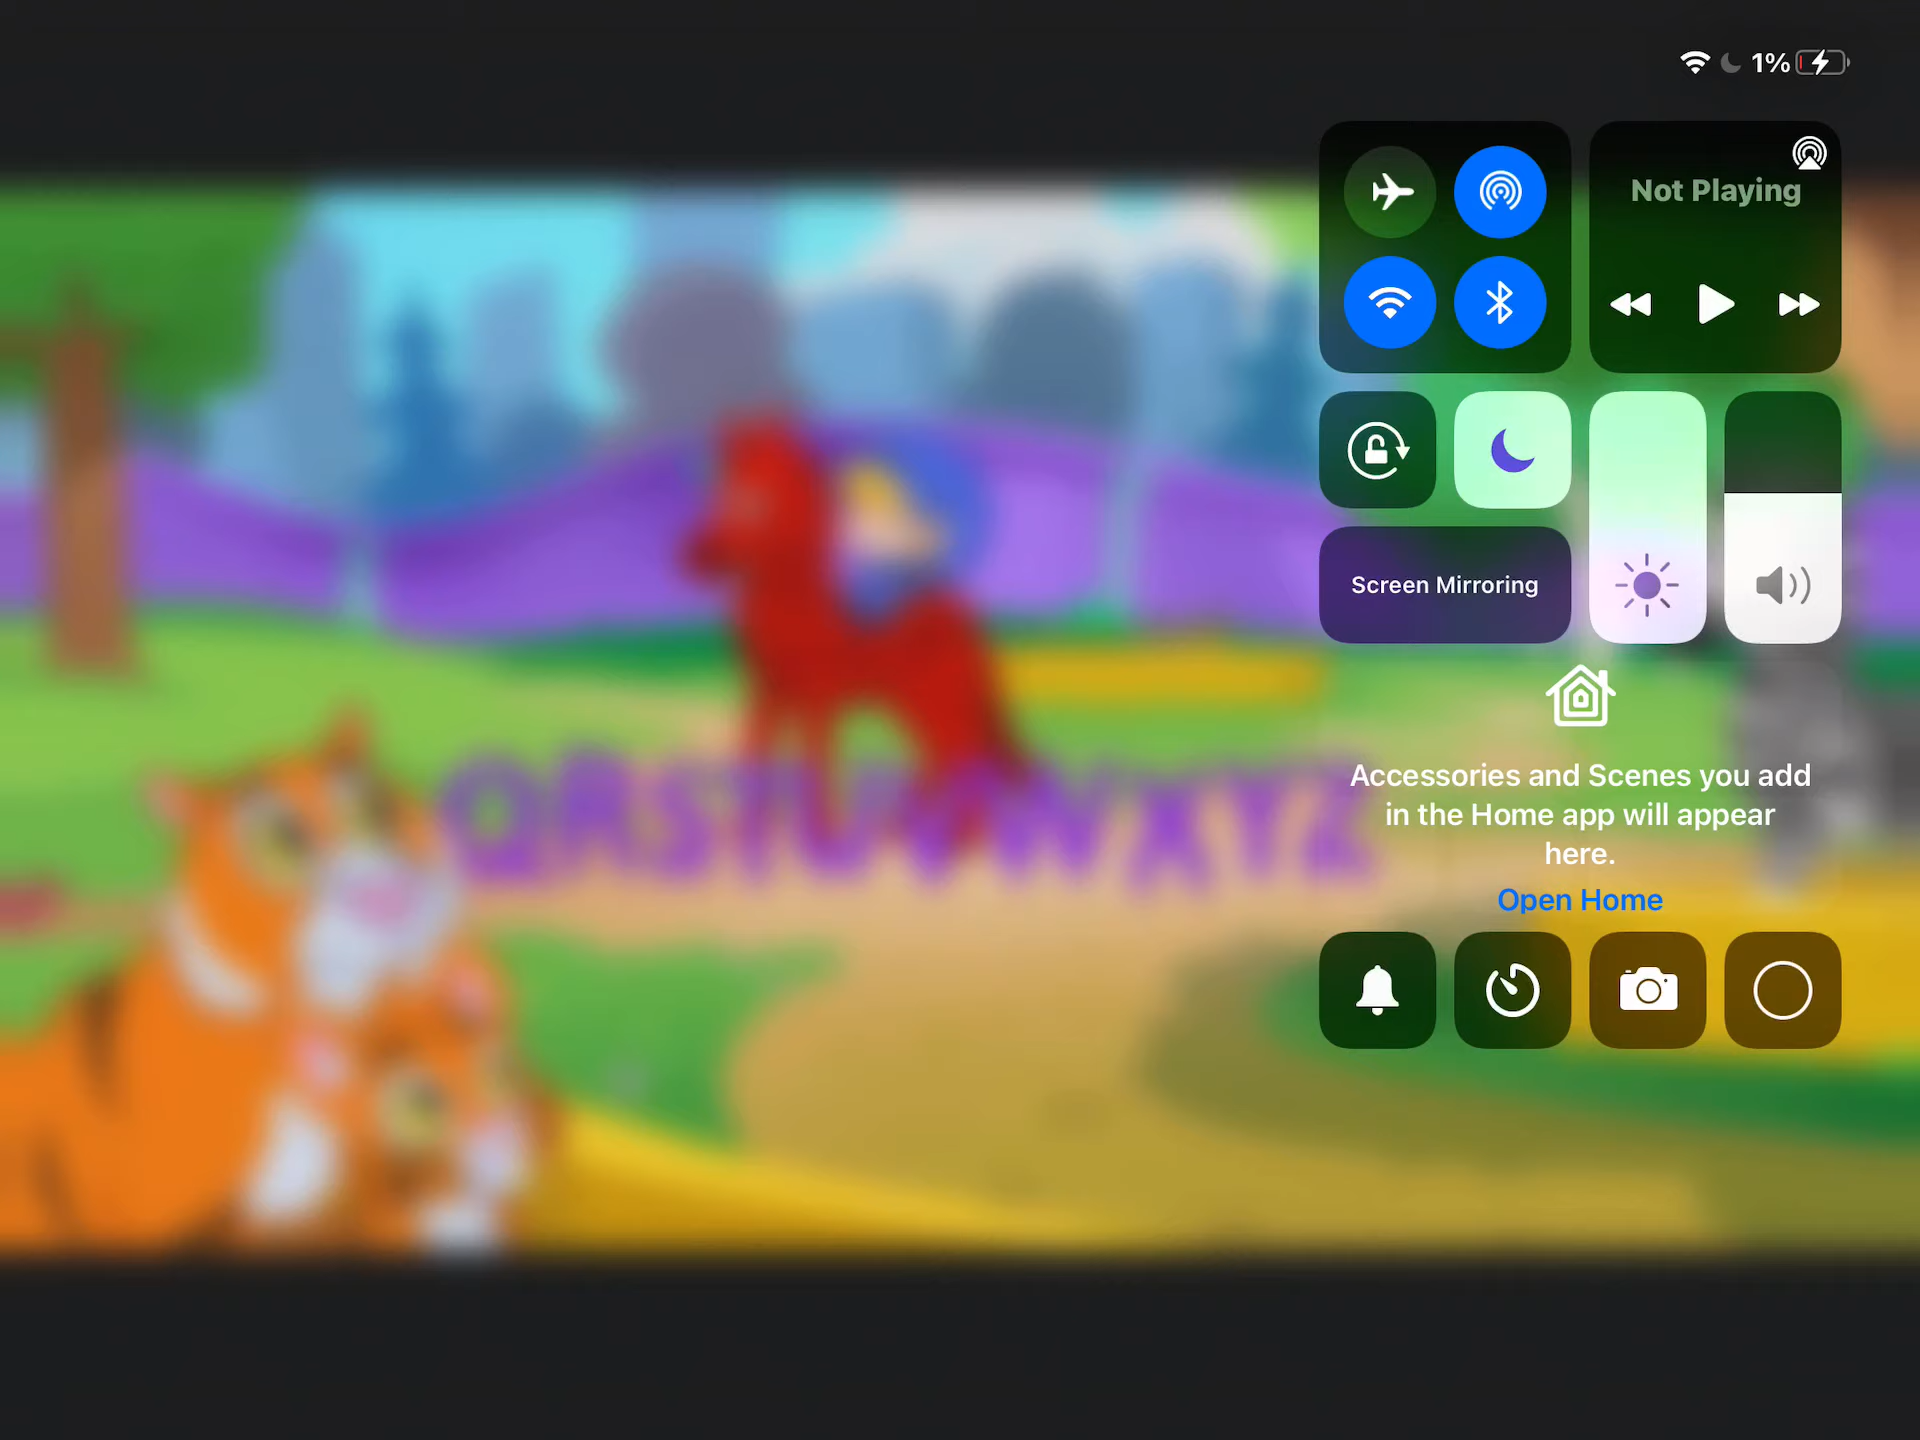 1%
Not Playing
Screen Mirroring
Accessories and Scenes you add
in the Home app will appear
here.
Open Home